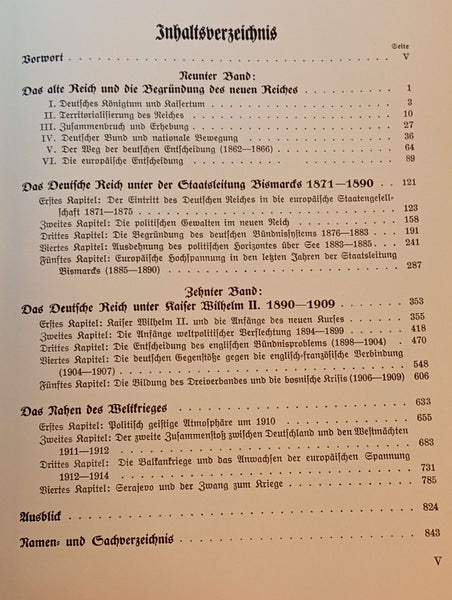 Inhaltsverzeichnis
Seite
Vorwort . . . . . . . . . . V
Neunter Band:
Das alte Reich und die Begründung des neuen Reiches . . . . . 1
I. Deutsches Königtum und Kaisertum . . . . . 3
II. Territorialisierung des Reiches . . . . . 10
III. Zusammenbruch und Erhebung . . . . . 27
IV. Deutscher Bund und nationale Bewegung . . . . . 36
V. Der Weg der deutschen Entscheidung (1862—1866) . . . . . 64
VI. Die europäische Entscheidung . . . . . 89
Das Deutsche Reich unter der Staatsleitung Bismarcks 1871—1890 . . 121
Erstes Kapitel: Der Eintritt des Deutschen Reiches in die europäische Staatengesell-
schaft 1871—1875 . . . . . 123
Zweites Kapitel: Die politischen Gewalten im neuen Reich . . . . . 158
Drittes Kapitel: Die Begründung des deutschen Bündnissystems 1876—1883 . . . 191
Viertes Kapitel: Ausdehnung des politischen Horizontes über See 1883—1885 . . . . 241
Fünftes Kapitel: Europäische Hochspannung in den letzten Jahren der Staatsleitung
Bismarcks (1885—1890) . . . . . 287
Zehnter Band:
Das Deutsche Reich unter Kaiser Wilhelm II. 1890—1909 . . . . . 353
Erstes Kapitel: Kaiser Wilhelm II. und die Anfänge des neuen Kurses . . . . . 355
Zweites Kapitel: Die Anfänge weltpolitischer Verflechtung 1894—1899 . . . . . 418
Drittes Kapitel: Die Entscheidung des englischen Bündnisproblems (1898—1904) . . 470
Viertes Kapitel: Die deutschen Gegenstöße gegen die englisch-französische Verbindung
(1904—1907) . . . . . 548
Fünftes Kapitel: Die Bildung des Dreiverbandes und die bosnische Krisis (1906—1909) 606
Das Nahen des Weltkrieges . . . . . 633
Erstes Kapitel: Politisch geistige Atmosphäre um 1910 . . . . . 655
Zweites Kapitel: Der zweite Zusammenstoß zwischen Deutschland und den Westmächten
1911—1912 . . . . . 683
Drittes Kapitel: Die Balkankriege und das Anwachsen der europäischen Spannung
1912—1914 . . . . . 731
Viertes Kapitel: Serajevo und der Zwang zum Kriege . . . . . 785
Ausblick . . . . . 824
Namen- und Sachverzeichnis . . . . . 843
V